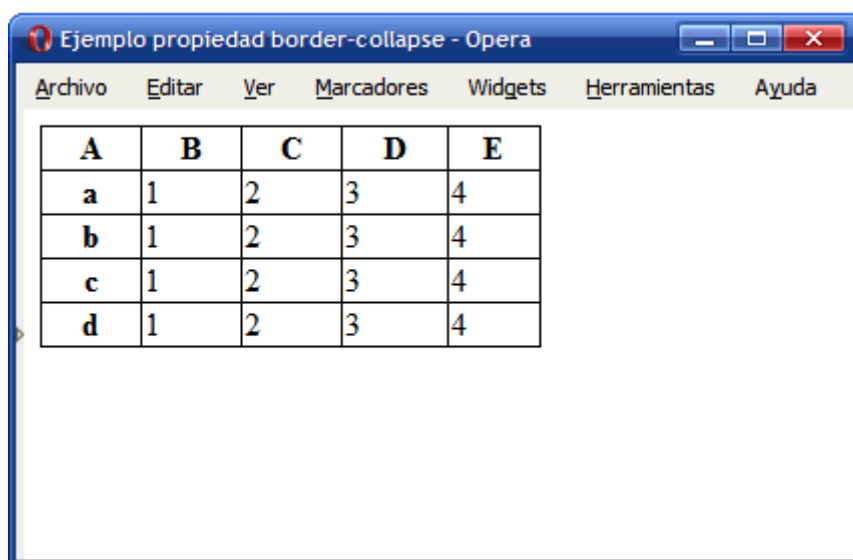 Ejemplo propiedad border-collapse - Opera
Archivo Editar Ver Marcadores Widgets Herramientas Ayuda
A B C D E
a 1 2 3 4
b 1 2 3 4
c 1 2 3 4
d 1 2 3 4